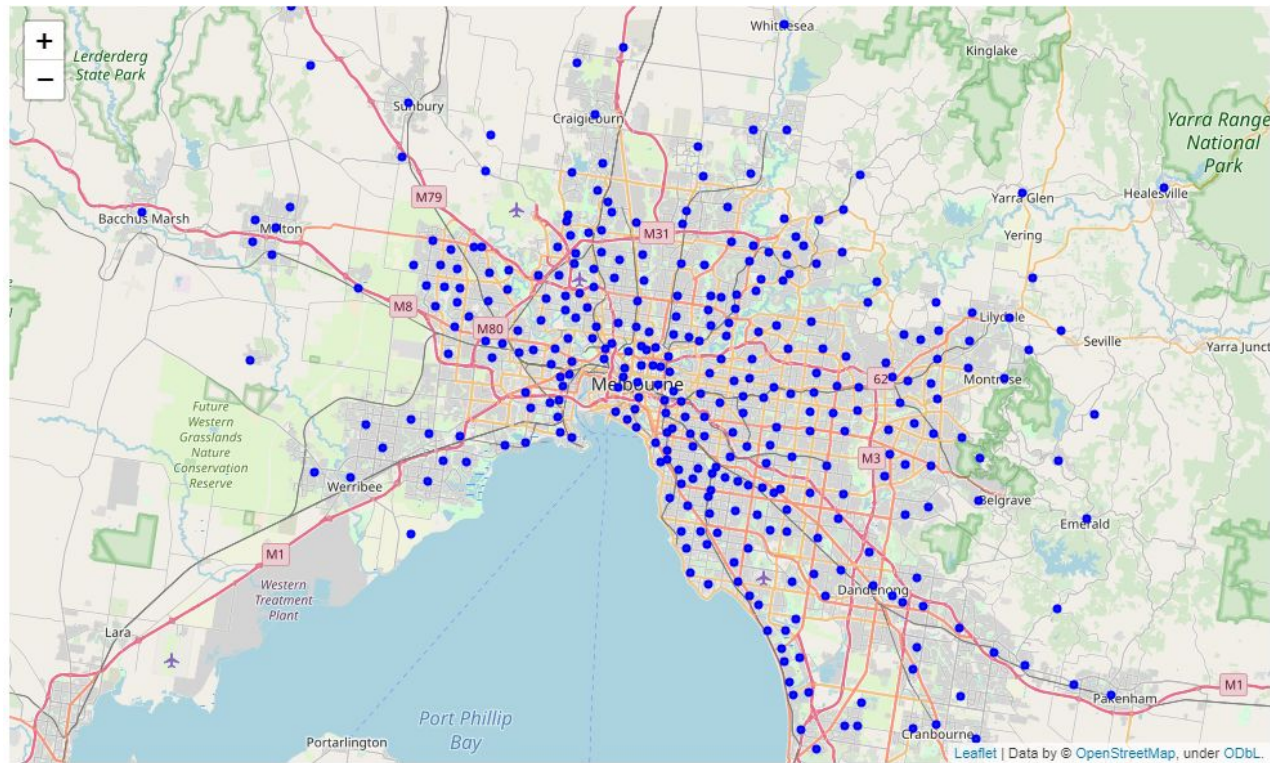 +
−
Lerderderg
State Park
Whittlesea
Kinglake
Sunbury
Craigieburn
Yarra Range
National
Park
M79
Yarra Glen
Healesville
Bacchus Marsh
Melton
M31
Yering
M8
M80
Lilydale
Seville
Yarra Junct
62
Montrose
Melbourne
Future
Western
Grasslands
Nature
Conservation
Reserve
M3
Werribee
Belgrave
Emerald
M1
Western
Treatment
Plant
Dandenong
Lara
M1
Pakenham
Port Phillip
Bay
Portarlington
Cranbourne
Leaflet | Data by © OpenStreetMap, under ODbL.